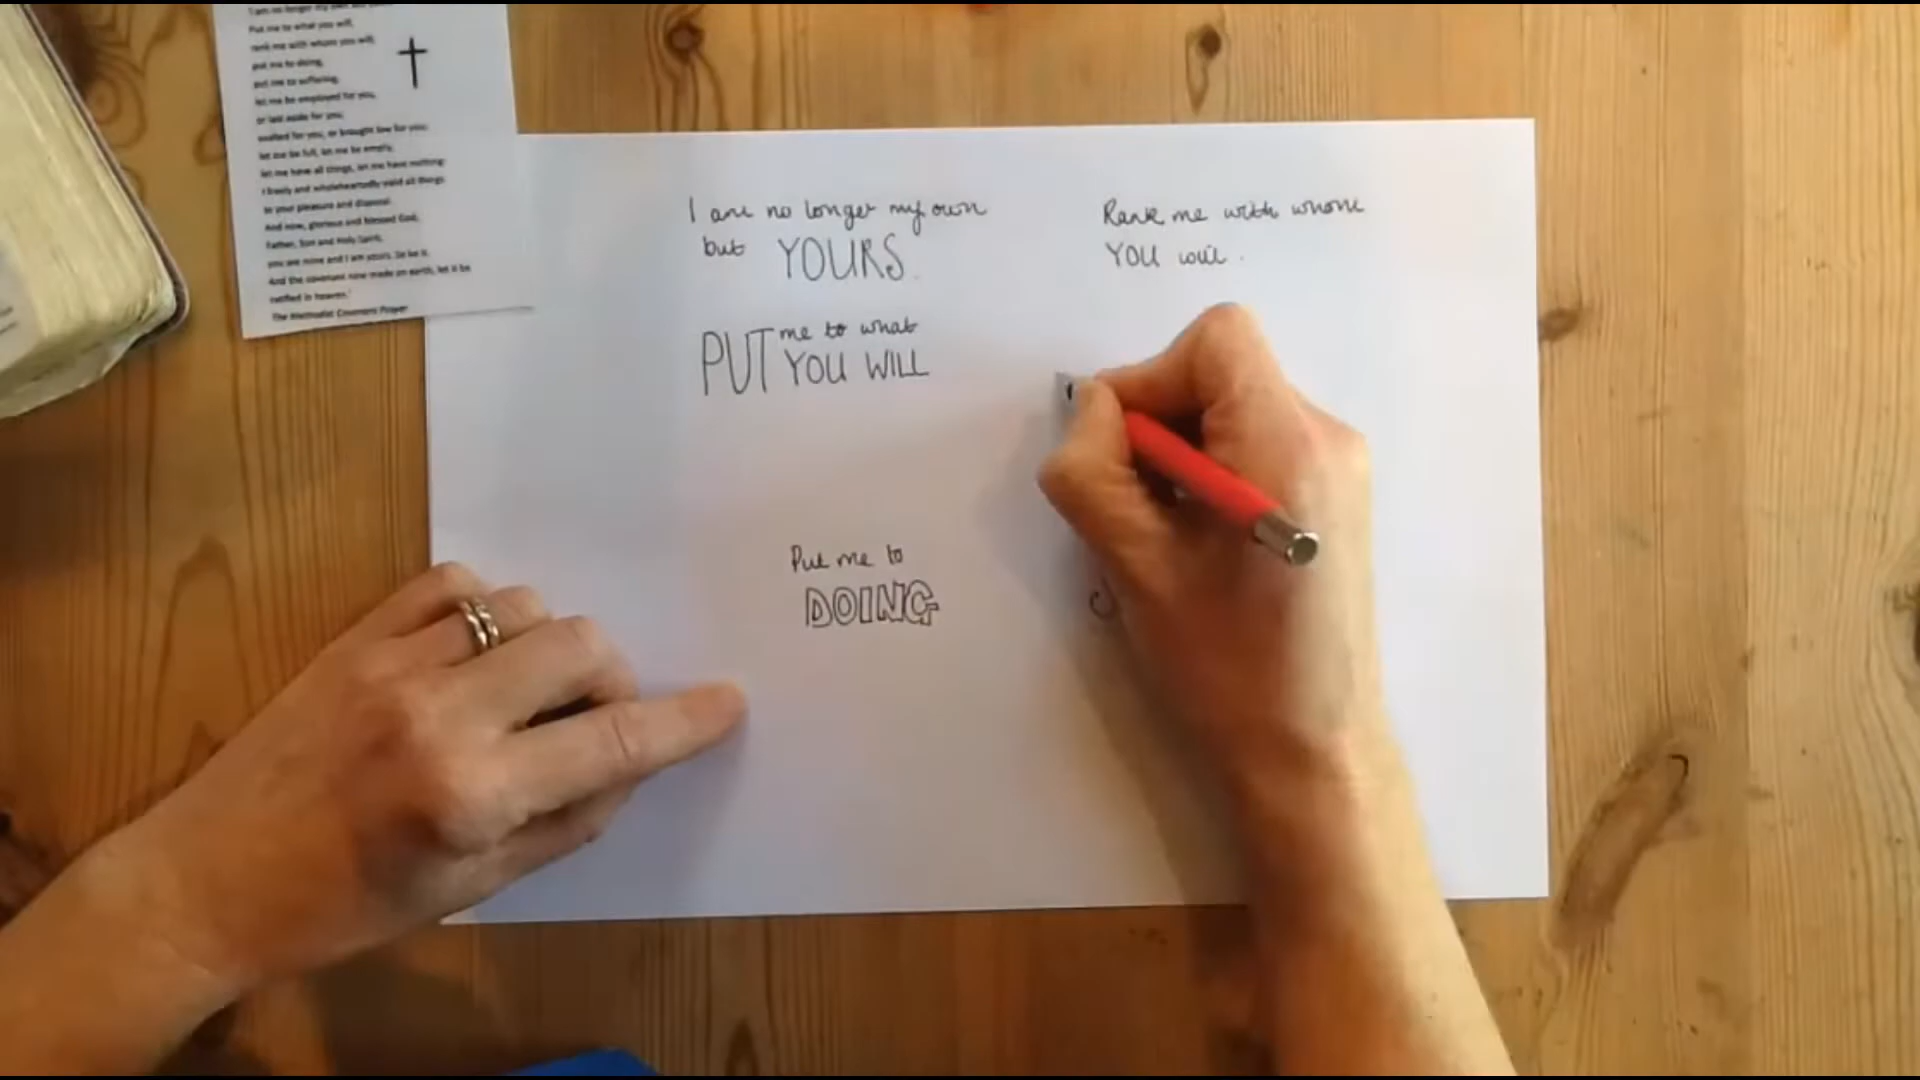 Put me to what you will,
rank me with whom you will;
put me to doing,
put me to suffering;
let me be employed for you,
or laid aside for you;
exalted for you, or brought low for you;
let me be full, let me be empty,
let me have all things, let me have nothing:
I freely and wholeheartedly yield all things
to your pleasure and disposal.
And now, glorious and blessed God,
Father, Son and Holy Spirit,
you are mine and I am yours. So be it.
And the covenant now made on earth, let it be
ratified in heaven.'
The Methodist Covenant Prayer
I am no longer my own
but YOURS.
PUT me to what
YOU WILL
Rank me with whom
YOU will.
Put me to
DOING